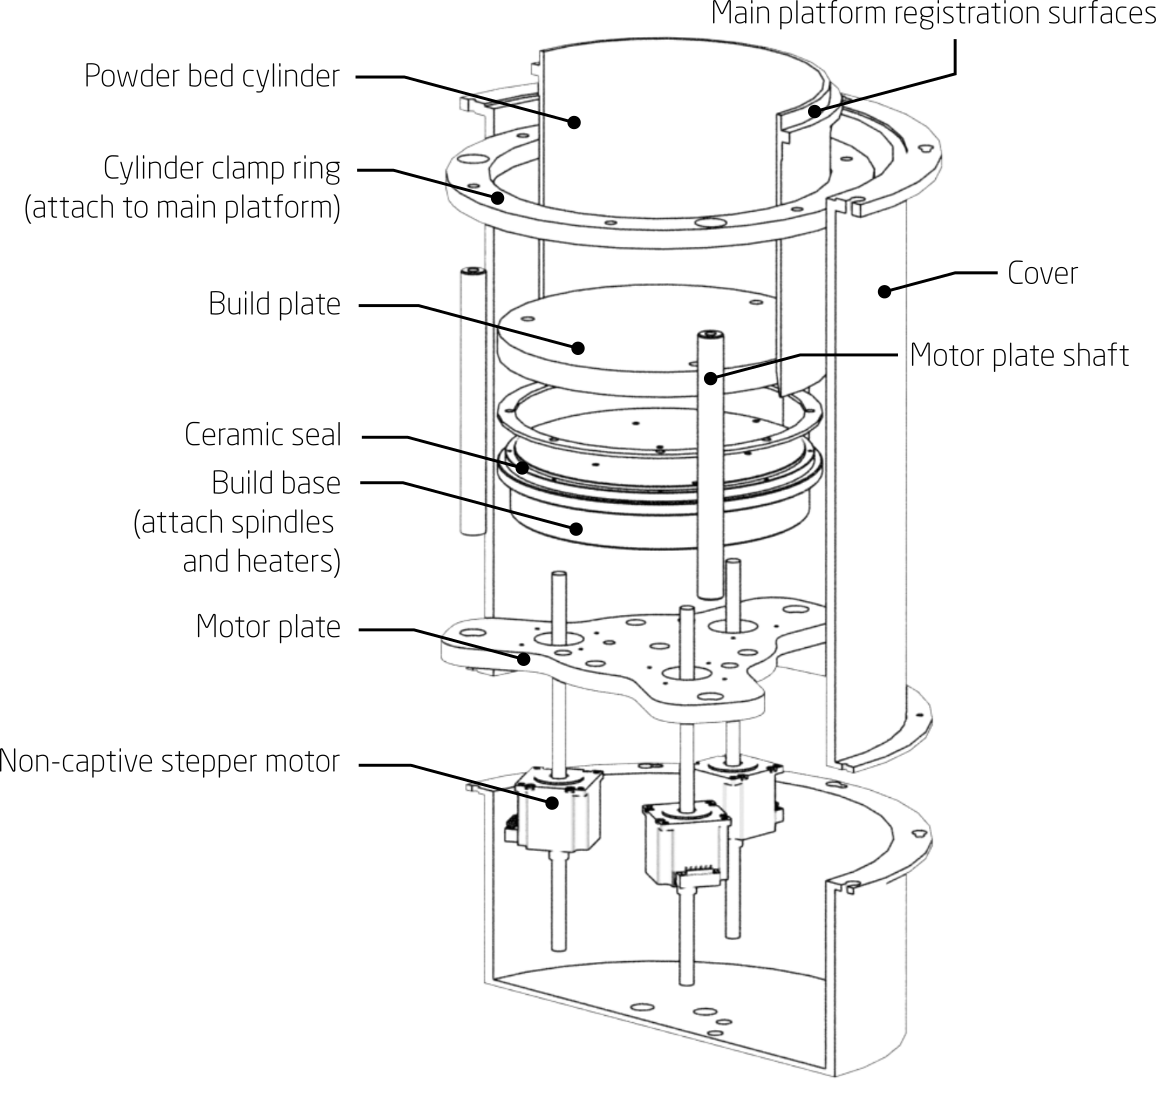 Main platform registration surfaces
Powder bed cylinder
Cylinder clamp ring
(attach to main platform)
Cover
Build plate
Motor plate shaft
Ceramic seal
Build base
(attach spindles
and heaters)
Motor plate
Non-captive stepper motor